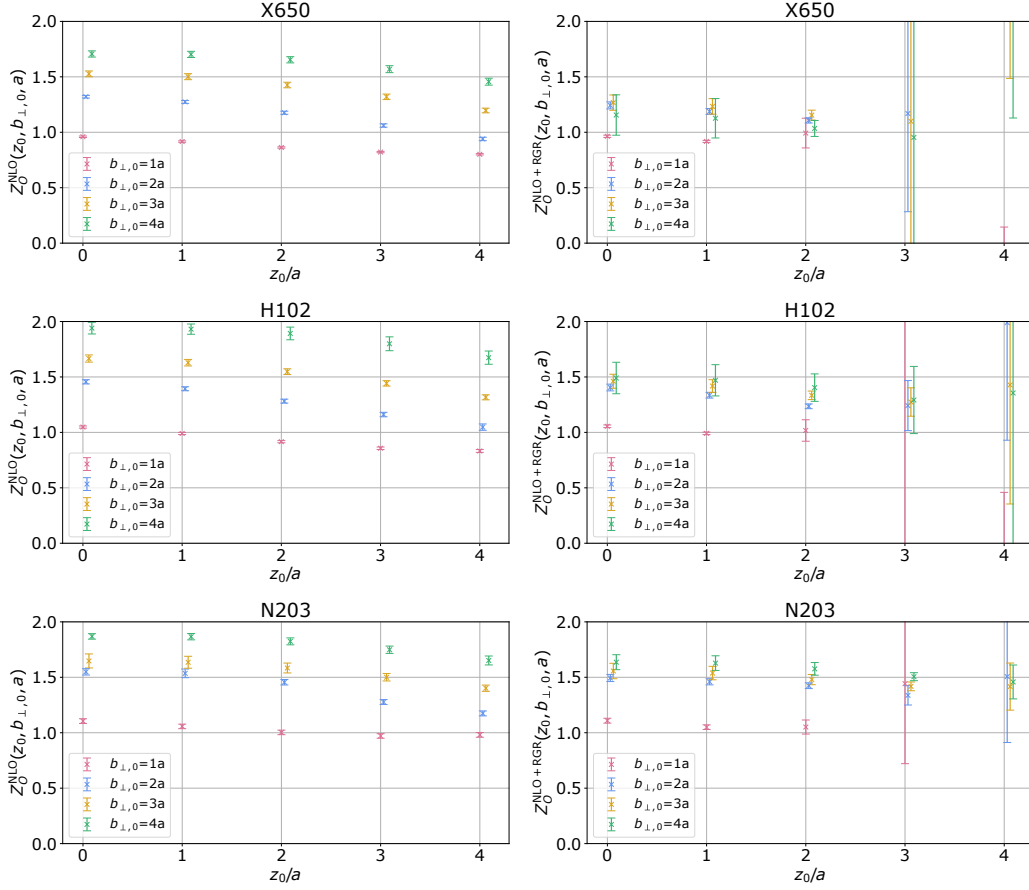 X650
2.0
1.5
1.0
0.5
0.0
Z_O^NLO(z_0, b_⊥,0, a)
b_⊥,0=1a
b_⊥,0=2a
b_⊥,0=3a
b_⊥,0=4a
0 1 2 3 4
z_0/a
X650
2.0
1.5
1.0
0.5
0.0
Z_O^NLO+RGR(z_0, b_⊥,0, a)
b_⊥,0=1a
b_⊥,0=2a
b_⊥,0=3a
b_⊥,0=4a
0 1 2 3 4
z_0/a
H102
2.0
1.5
1.0
0.5
0.0
Z_O^NLO(z_0, b_⊥,0, a)
b_⊥,0=1a
b_⊥,0=2a
b_⊥,0=3a
b_⊥,0=4a
0 1 2 3 4
z_0/a
H102
2.0
1.5
1.0
0.5
0.0
Z_O^NLO+RGR(z_0, b_⊥,0, a)
b_⊥,0=1a
b_⊥,0=2a
b_⊥,0=3a
b_⊥,0=4a
0 1 2 3 4
z_0/a
N203
2.0
1.5
1.0
0.5
0.0
Z_O^NLO(z_0, b_⊥,0, a)
b_⊥,0=1a
b_⊥,0=2a
b_⊥,0=3a
b_⊥,0=4a
0 1 2 3 4
z_0/a
N203
2.0
1.5
1.0
0.5
0.0
Z_O^NLO+RGR(z_0, b_⊥,0, a)
b_⊥,0=1a
b_⊥,0=2a
b_⊥,0=3a
b_⊥,0=4a
0 1 2 3 4
z_0/a